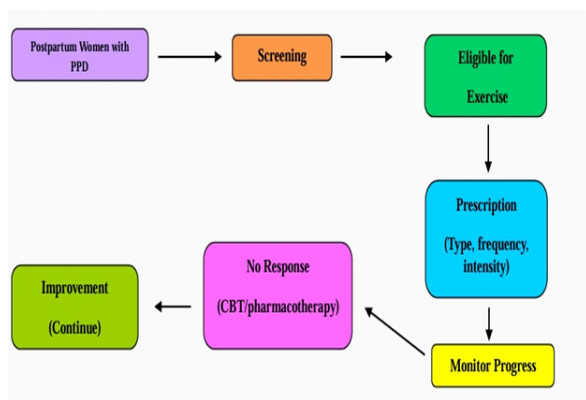 Postpartum Women with
PPD
Screening
Eligible for
Exercise
Prescription
(Type, frequency,
intensity)
Monitor Progress
No Response
(CBT/pharmacotherapy)
Improvement
(Continue)